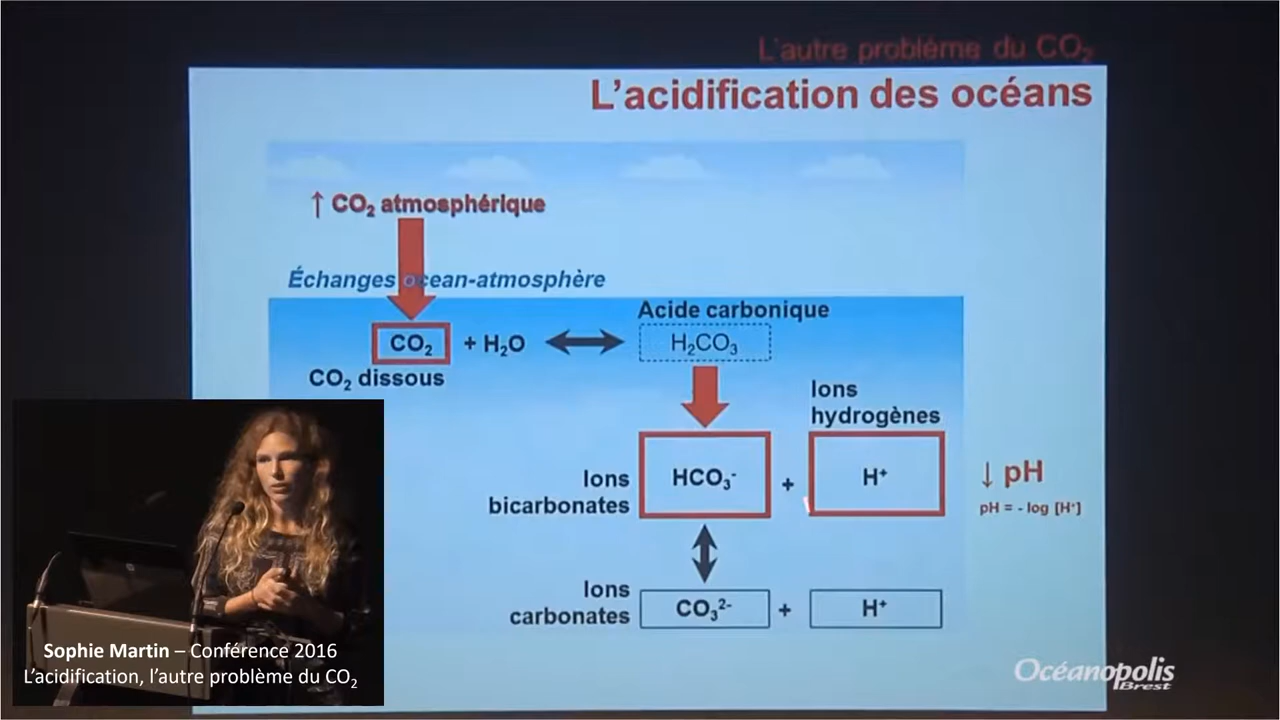 L'autre problème du CO₂
L'acidification des océans
↑ CO₂ atmosphérique
Échanges ocean-atmosphère
Acide carbonique
CO₂ + H₂O ↔ H₂CO₃
CO₂ dissous
Ions
hydrogènes
Ions
bicarbonates
HCO₃⁻ + H⁺
↓ pH
pH = - log [H⁺]
Ions
carbonates
CO₃²⁻ + H⁺
Sophie Martin – Conférence 2016
L'acidification, l'autre problème du CO₂
Océanopolis
Brest